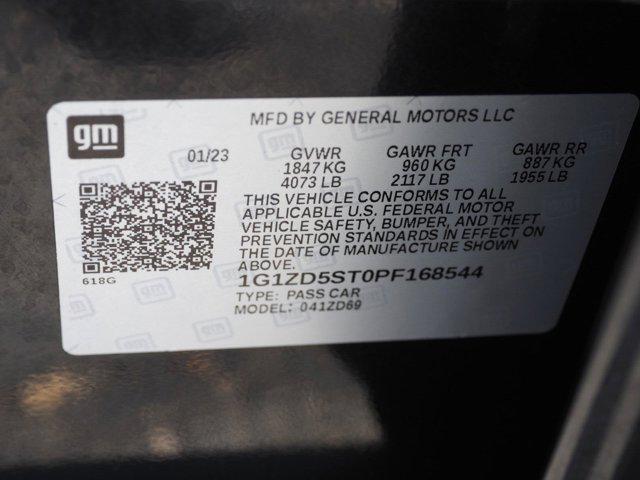 gm
MFD BY GENERAL MOTORS LLC
01/23 GVWR GAWR FRT GAWR RR
1847 KG 960 KG 887 KG
4073 LB 2117 LB 1955 LB
THIS VEHICLE CONFORMS TO ALL
APPLICABLE U.S. FEDERAL MOTOR
VEHICLE SAFETY, BUMPER, AND THEFT
PREVENTION STANDARDS IN EFFECT ON
THE DATE OF MANUFACTURE SHOWN
ABOVE.
618G
1G1ZD5ST0PF168544
TYPE: PASS CAR
MODEL: 041ZD69